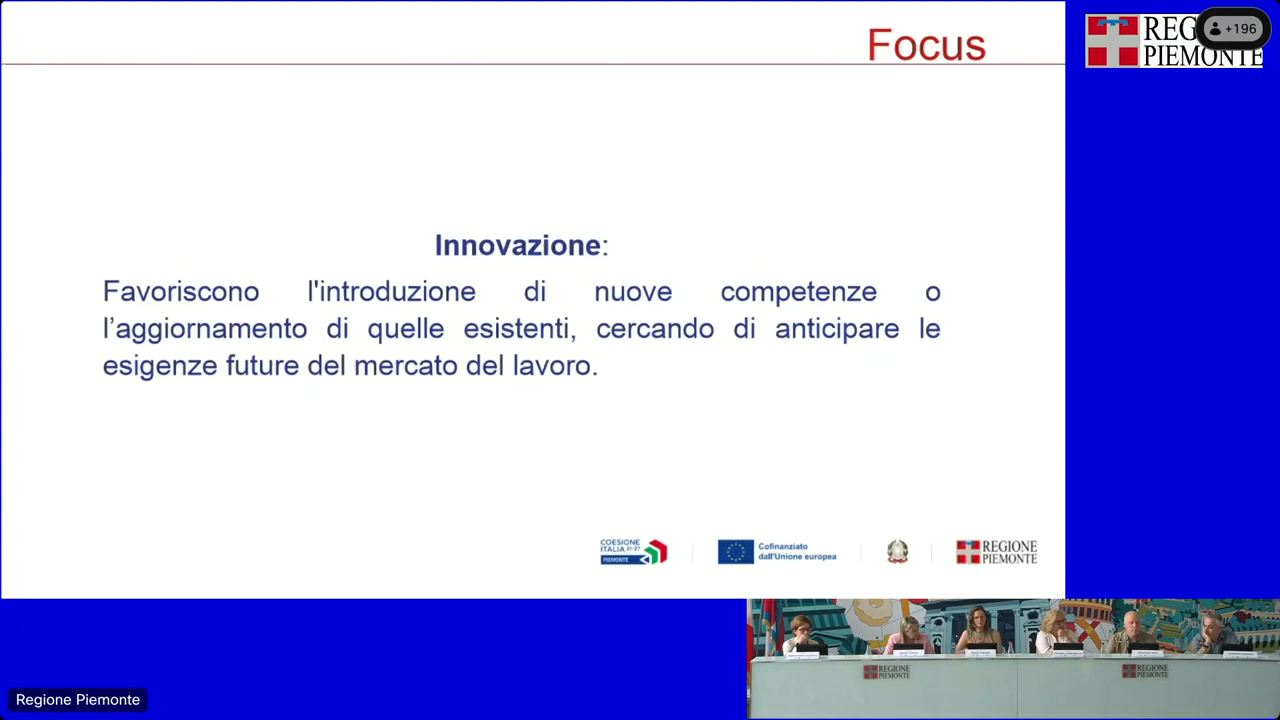 Focus
REG
PIEMONTE
+196
Innovazione:
Favoriscono l'introduzione di nuove competenze o
l’aggiornamento di quelle esistenti, cercando di anticipare le
esigenze future del mercato del lavoro.
COESIONE
ITALIA 21-27
PIEMONTE
Cofinanziato
dall'Unione europea
REGIONE
PIEMONTE
REGIONE
PIEMONTE
REGIONE
PIEMONTE
Regione Piemonte